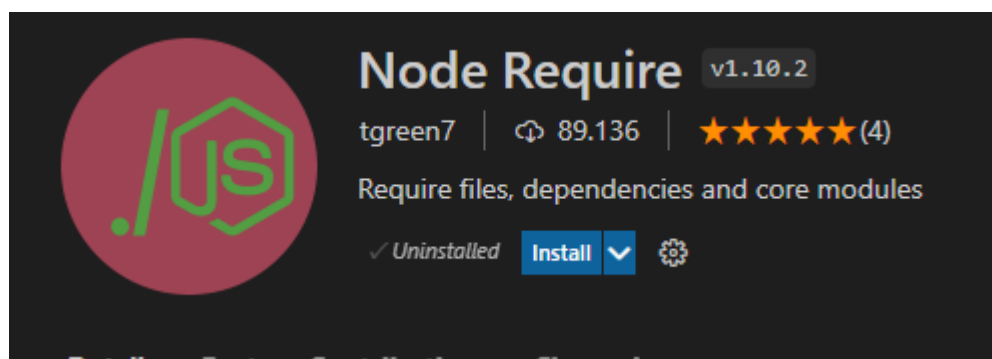 Node Require v1.10.2
tgreen7 89.136 (4)
Require files, dependencies and core modules
✓ Uninstalled Install
./JS